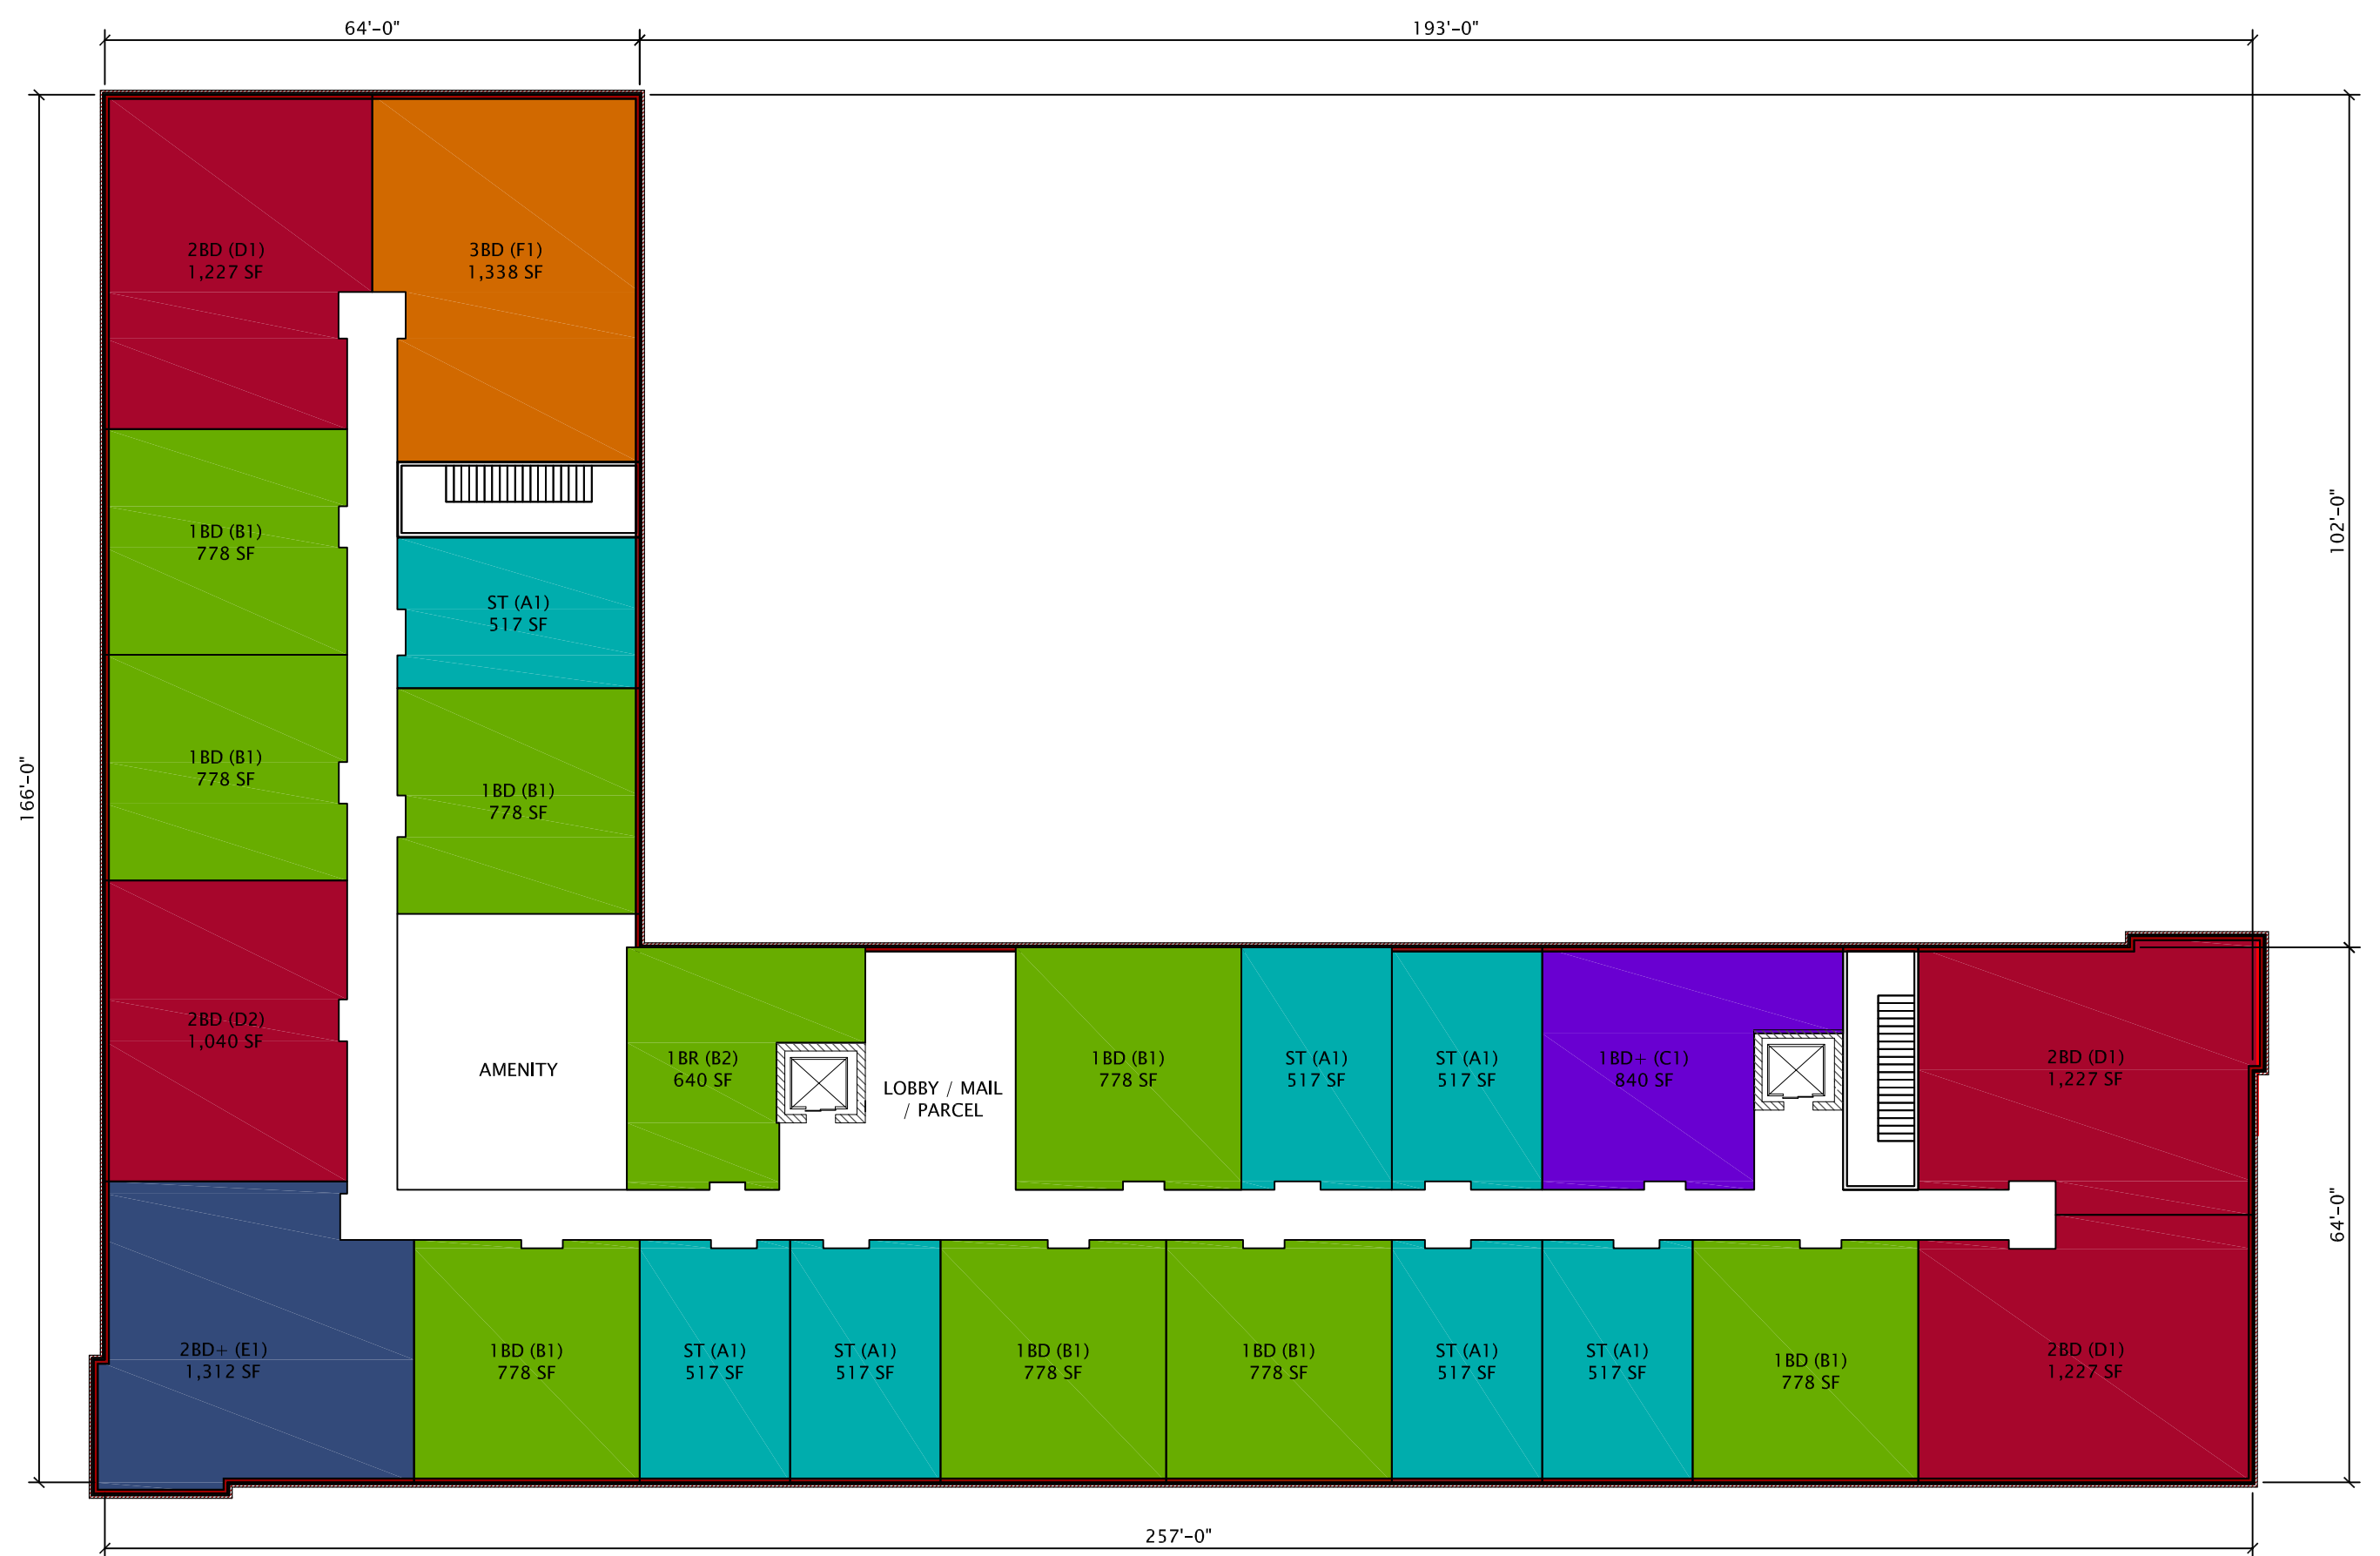 64'-0"
193'-0"
2BD (D1)
1,227 SF
3BD (F1)
1,338 SF
1BD (B1)
778 SF
102'-0"
ST (A1)
517 SF
1BD (B1)
778 SF
166'-0"
1BD (B1)
778 SF
2BD (D2)
1,040 SF
AMENITY
1BR (B2)
640 SF
LOBBY / MAIL
/ PARCEL
1BD (B1)
778 SF
ST (A1)
517 SF
ST (A1)
517 SF
1BD+ (C1)
840 SF
2BD (D1)
1,227 SF
64'-0"
2BD+ (E1)
1,312 SF
1BD (B1)
778 SF
ST (A1)
517 SF
ST (A1)
517 SF
1BD (B1)
778 SF
1BD (B1)
778 SF
ST (A1)
517 SF
ST (A1)
517 SF
1BD (B1)
778 SF
2BD (D1)
1,227 SF
257'-0"